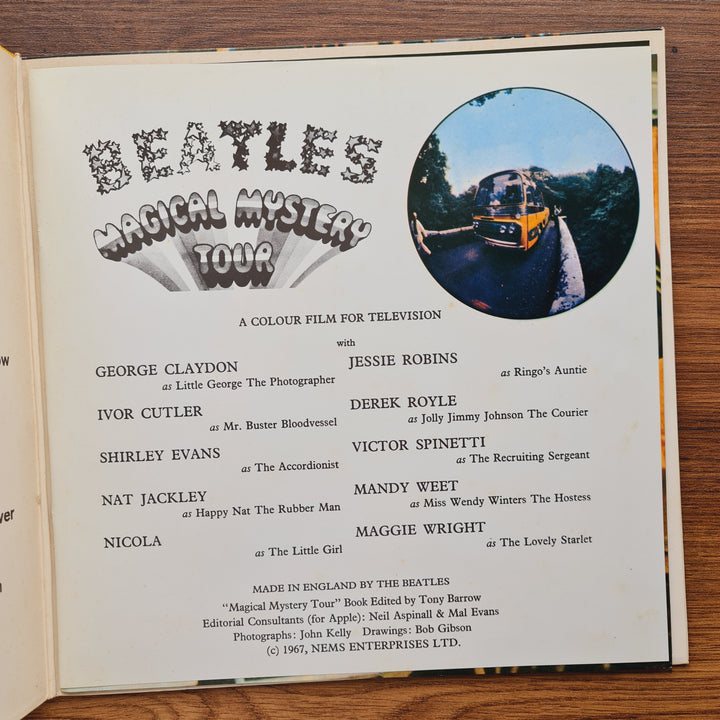 BEATLES
MAGICAL MYSTERY
TOUR
A COLOUR FILM FOR TELEVISION
with
GEORGE CLAYDON
as Little George The Photographer
JESSIE ROBINS
as Ringo's Auntie
IVOR CUTLER
as Mr. Buster Bloodvessel
DEREK ROYLE
as Jolly Jimmy Johnson The Courier
SHIRLEY EVANS
as The Accordionist
VICTOR SPINETTI
as The Recruiting Sergeant
NAT JACKLEY
as Happy Nat The Rubber Man
MANDY WEET
as Miss Wendy Winters The Hostess
NICOLA
as The Little Girl
MAGGIE WRIGHT
as The Lovely Starlet
MADE IN ENGLAND BY THE BEATLES
“Magical Mystery Tour” Book Edited by Tony Barrow
Editorial Consultants (for Apple): Neil Aspinall & Mal Evans
Photographs: John Kelly Drawings: Bob Gibson
(c) 1967, NEMS ENTERPRISES LTD.